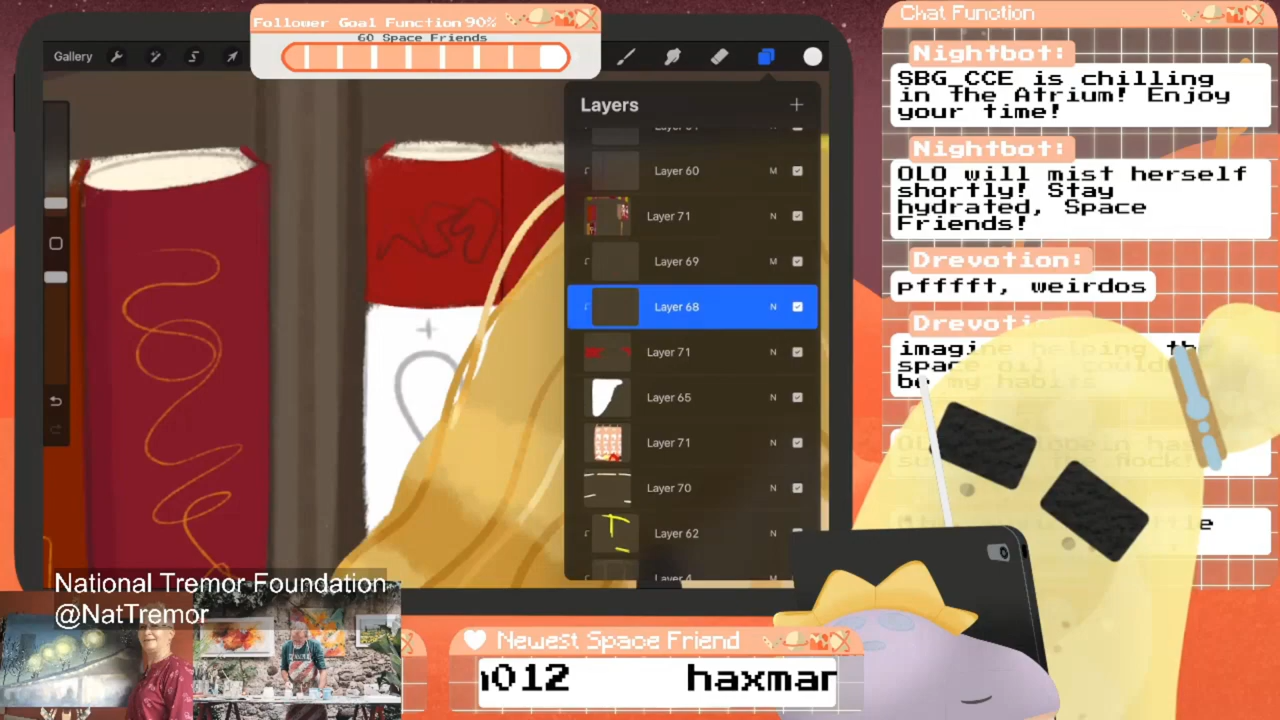 Follower Goal Function 90%
60 Space Friends
Gallery
Layers
Layer 60
M
Layer 71
N
Layer 69
M
Layer 68
N
Layer 71
N
Layer 65
N
Layer 71
N
Layer 70
N
Layer 62
N
Layer 4
Chat Function
Nightbot:
SBG_CCE is chilling
in The Atrium! Enjoy
your time!
Nightbot:
OLO will mist herself
shortly! Stay
hydrated, Space
Friends!
Drevotion:
pfffft, weirdos
National Tremor Foundation
@NatTremor
Newest Space Friend
haxmar